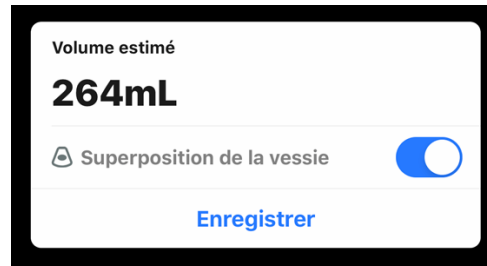 Volume estimé
264mL
Superposition de la vessie
Enregistrer